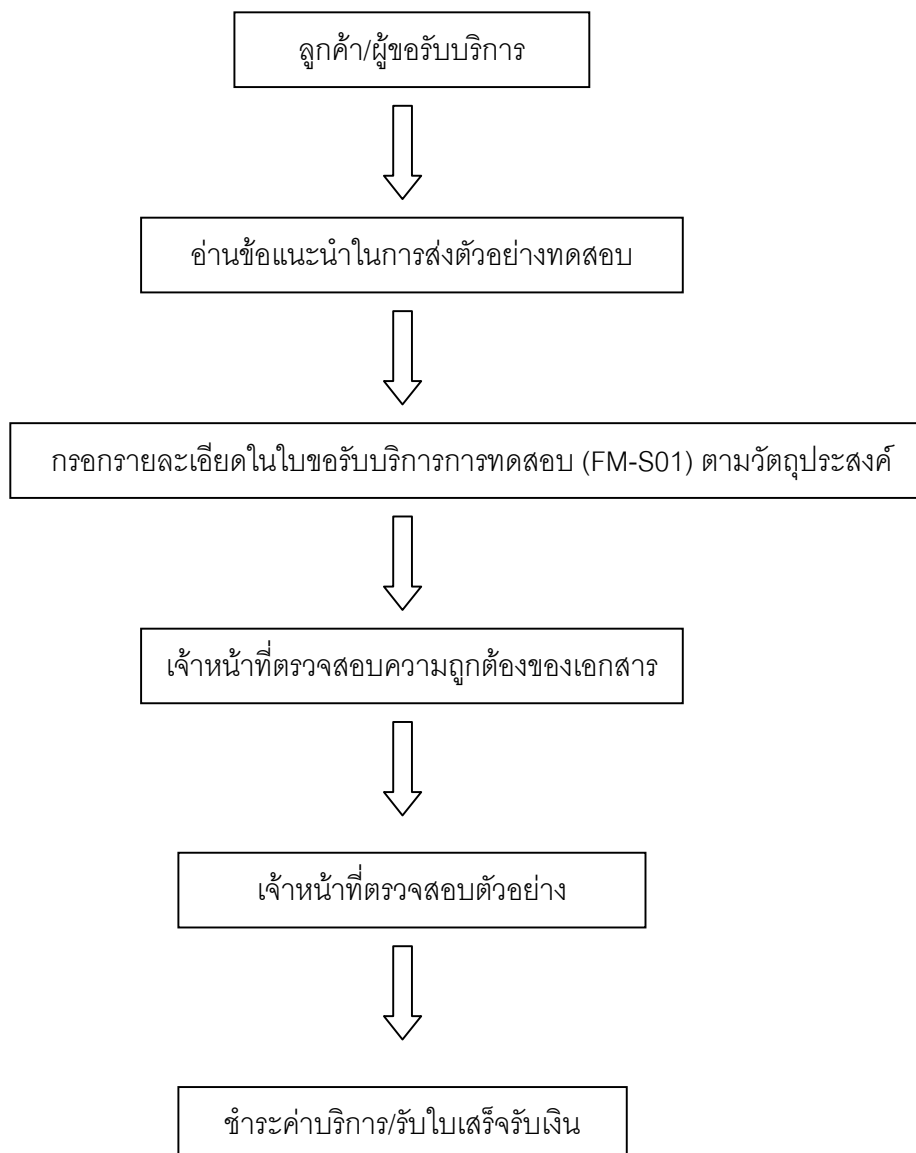 ลูกค้า/ผู้ขอรับบริการ
อ่านข้อแนะนำในการส่งตัวอย่างทดสอบ
กรอกรายละเอียดในใบขอรับบริการการทดสอบ (FM-S01) ตามวัตถุประสงค์
เจ้าหน้าที่ตรวจสอบความถูกต้องของเอกสาร
เจ้าหน้าที่ตรวจสอบตัวอย่าง
ชำระค่าบริการ/รับใบเสร็จรับเงิน